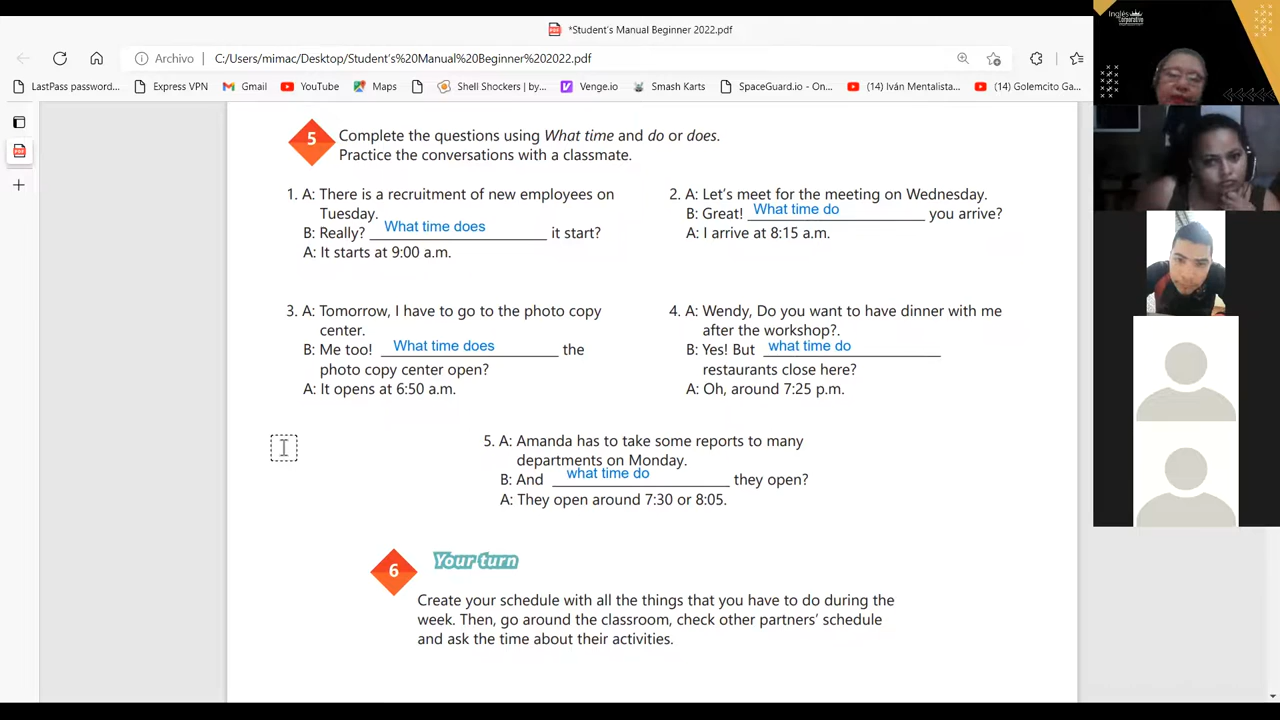 *Student's Manual Beginner 2022.pdf
Archivo C:/Users/mimac/Desktop/Student's%20Manual%20Beginner%202022.pdf
LastPass password... Express VPN Gmail YouTube Maps Shell Shockers | by... Venge.io Smash Karts SpaceGuard.io - On... (14) Iván Mentalista... (14) Golemcito Ga...
Inglés
Corporativo
5 Complete the questions using What time and do or does.
Practice the conversations with a classmate.
1. A: There is a recruitment of new employees on
Tuesday.
B: Really? What time does it start?
A: It starts at 9:00 a.m.
2. A: Let's meet for the meeting on Wednesday.
B: Great! What time do you arrive?
A: I arrive at 8:15 a.m.
3. A: Tomorrow, I have to go to the photo copy
center.
B: Me too! What time does the
photo copy center open?
A: It opens at 6:50 a.m.
4. A: Wendy, Do you want to have dinner with me
after the workshop?.
B: Yes! But what time do
restaurants close here?
A: Oh, around 7:25 p.m.
5. A: Amanda has to take some reports to many
departments on Monday.
B: And what time do they open?
A: They open around 7:30 or 8:05.
6 Your turn
Create your schedule with all the things that you have to do during the
week. Then, go around the classroom, check other partners' schedule
and ask the time about their activities.